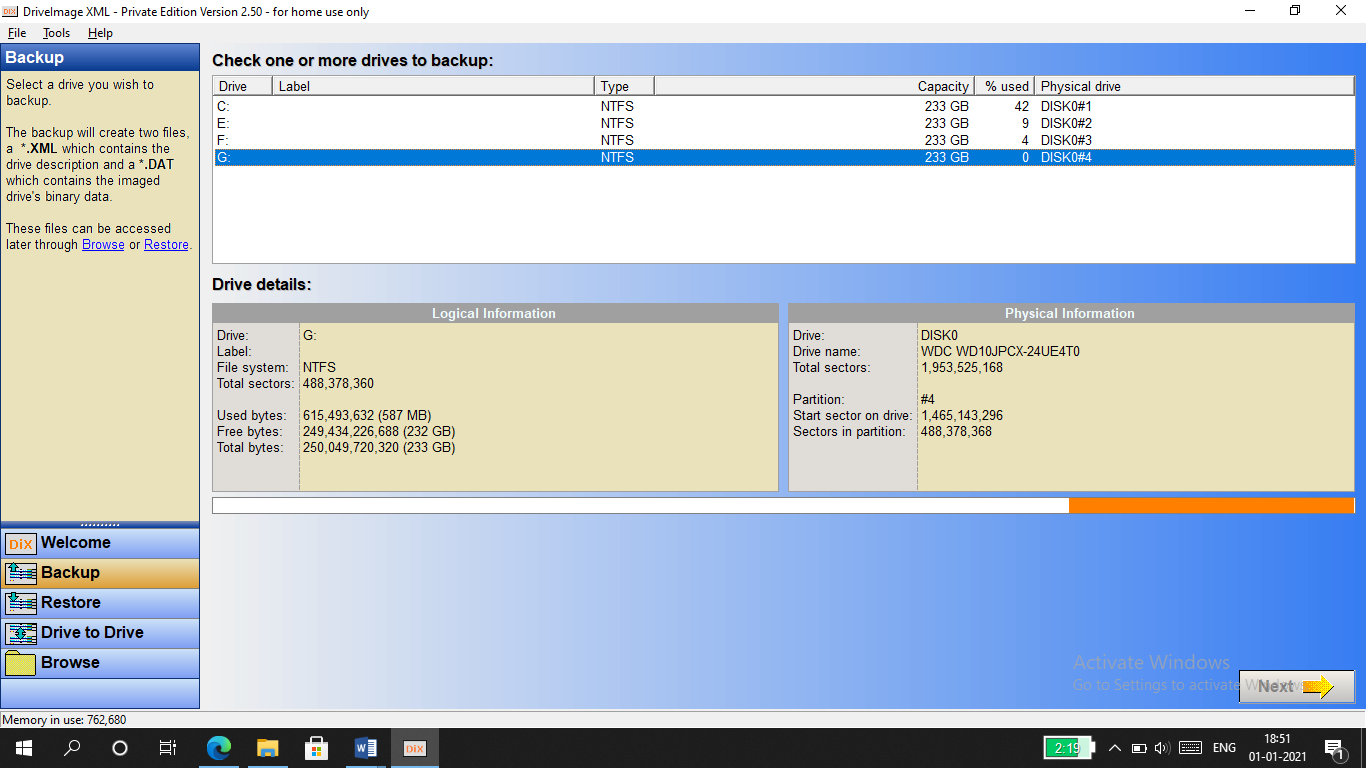 DiX DriveImage XML - Private Edition Version 2.50 - for home use only
File Tools Help
Backup
Select a drive you wish to
backup.
The backup will create two files,
a *.XML which contains the
drive description and a *.DAT
which contains the imaged
drive's binary data.
These files can be accessed
later through Browse or Restore.
DiX Welcome
Backup
Restore
Drive to Drive
Browse
Check one or more drives to backup:
Drive Label Type Capacity % used Physical drive
C: NTFS 233 GB 42 DISK0#1
E: NTFS 233 GB 9 DISK0#2
F: NTFS 233 GB 4 DISK0#3
G: NTFS 233 GB 0 DISK0#4
Drive details:
Logical Information
Drive: G:
Label:
File system: NTFS
Total sectors: 488,378,360
Used bytes: 615,493,632 (587 MB)
Free bytes: 249,434,226,688 (232 GB)
Total bytes: 250,049,720,320 (233 GB)
Physical Information
Drive: DISK0
Drive name: WDC WD10JPCX-24UE4T0
Total sectors: 1,953,525,168
Partition: #4
Start sector on drive: 1,465,143,296
Sectors in partition: 488,378,368
Activate Windows
Go to Settings to activate Windows.
Next
Memory in use: 762,680
W DiX 2:19 ENG 18:51
01-01-2021
1